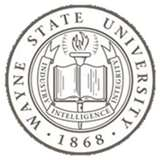 WAYNE STATE UNIVERSITY
· 1868 ·
INDUSTRY
INTELLIGENCE
INTEGRITY